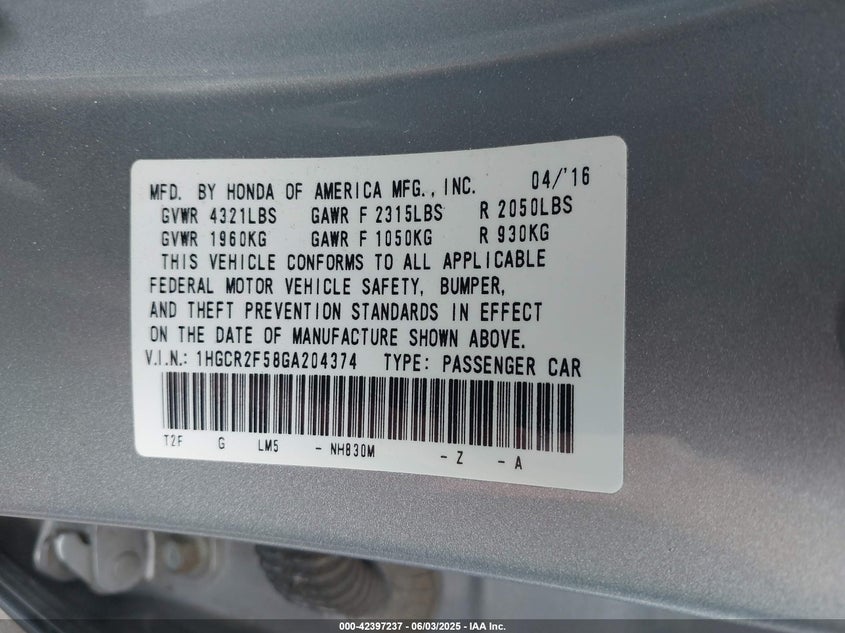 MFD. BY HONDA OF AMERICA MFG., INC. 04/'16
GVWR 4321LBS GAWR F 2315LBS R 2050LBS
GVWR 1960KG GAWR F 1050KG R 930KG
THIS VEHICLE CONFORMS TO ALL APPLICABLE
FEDERAL MOTOR VEHICLE SAFETY, BUMPER,
AND THEFT PREVENTION STANDARDS IN EFFECT
ON THE DATE OF MANUFACTURE SHOWN ABOVE.
V.I.N.: 1HGCR2F58GA204374 TYPE: PASSENGER CAR
T2F G LM5 - NH830M - Z - A
000-42397237 - 06/03/2025 - IAA Inc.